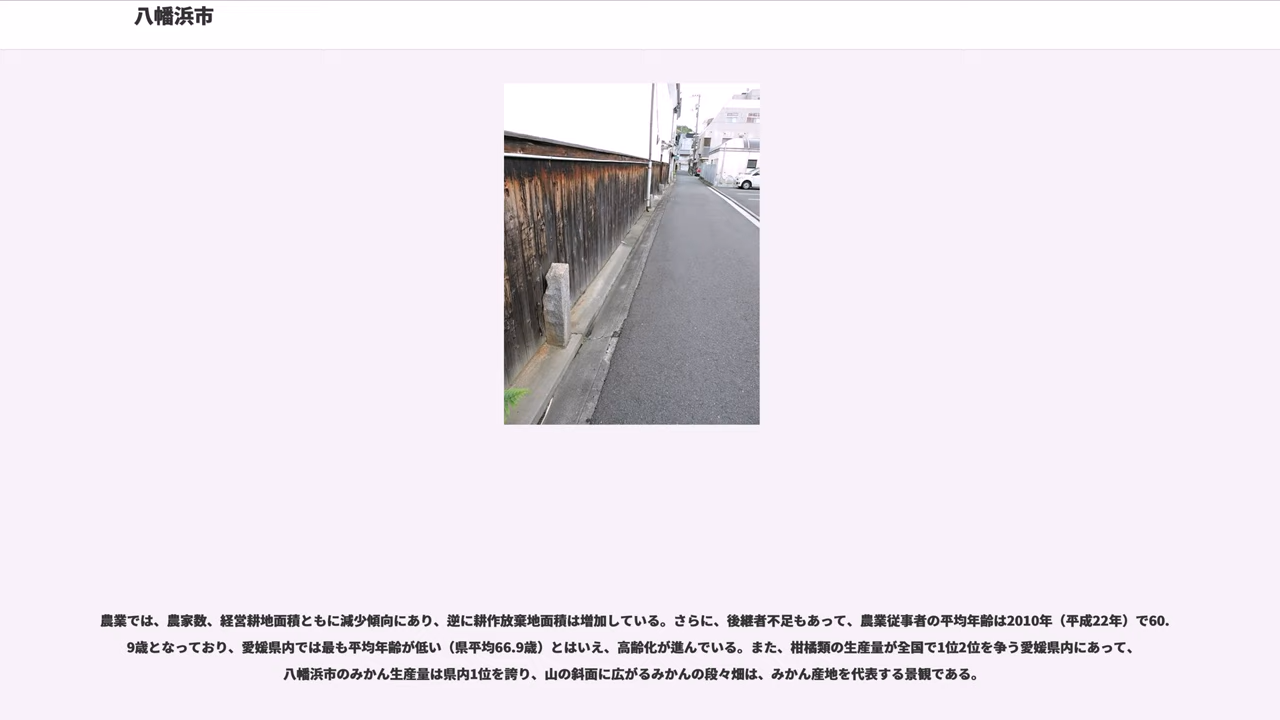 八幡浜市
農業では、農家数、経営耕地面積ともに減少傾向にあり、逆に耕作放棄地面積は増加している。さらに、後継者不足もあって、農業従事者の平均年齢は2010年（平成22年）で60.
9歳となっており、愛媛県内では最も平均年齢が低い（県平均66.9歳）とはいえ、高齢化が進んでいる。また、柑橘類の生産量が全国で1位2位を争う愛媛県内にあって、
八幡浜市のみかん生産量は県内1位を誇り、山の斜面に広がるみかんの段々畑は、みかん産地を代表する景観である。